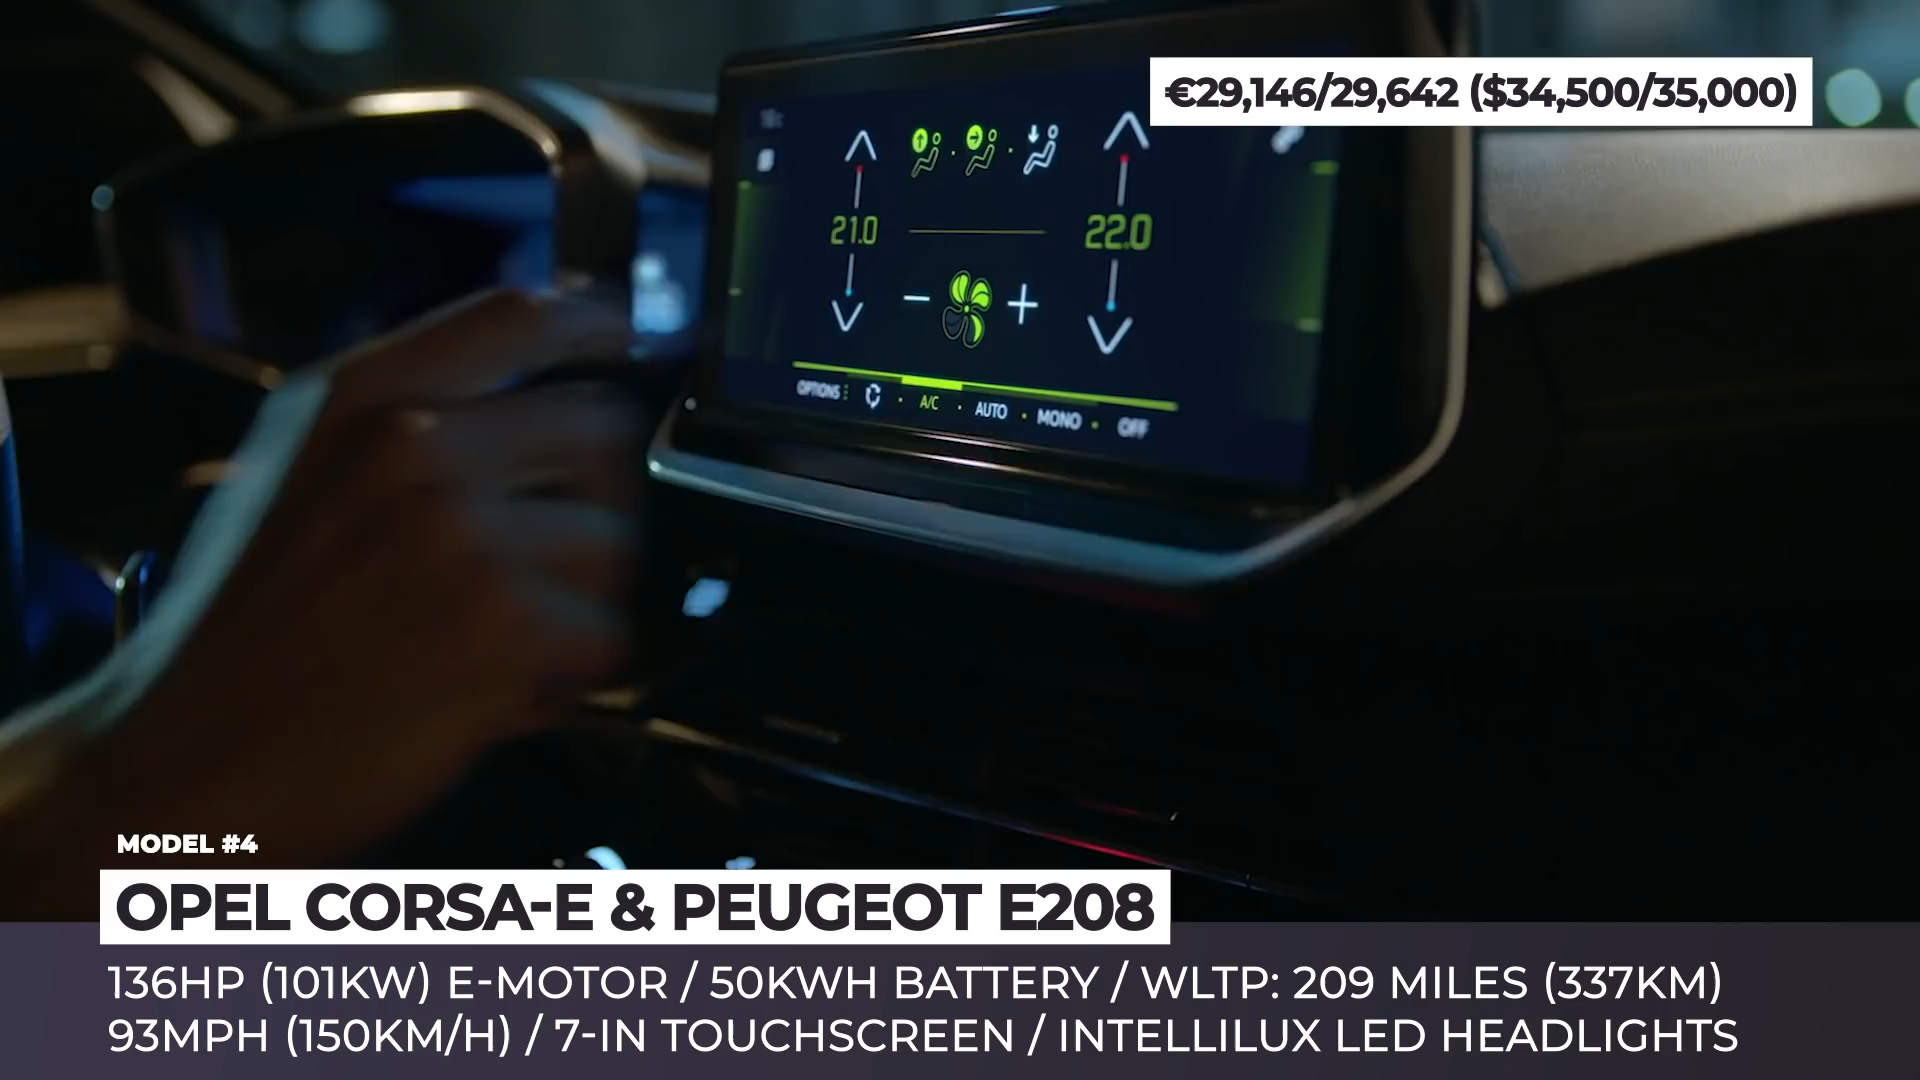 €29,146/29,642 ($34,500/35,000)
21.0
22.0
OPTIONS
A/C
AUTO
MONO
OFF
MODEL #4
OPEL CORSA-E & PEUGEOT E208
136HP (101KW) E-MOTOR / 50KWH BATTERY / WLTP: 209 MILES (337KM)
93MPH (150KM/H) / 7-IN TOUCHSCREEN / INTELLILUX LED HEADLIGHTS